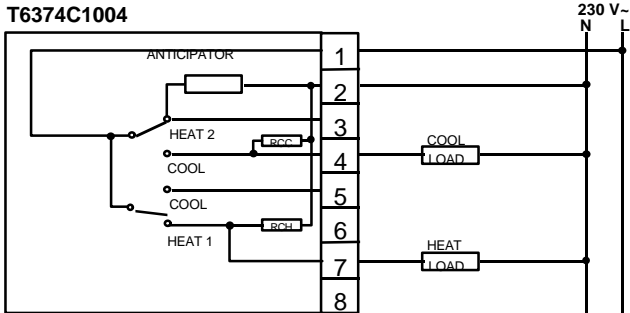 T6374C1004
230 V~
N L
ANTICIPATOR
1
2
3
HEAT 2
RCC
COOL
4
COOL
LOAD
5
COOL
RCH
6
HEAT 1
HEAT
7
LOAD
8